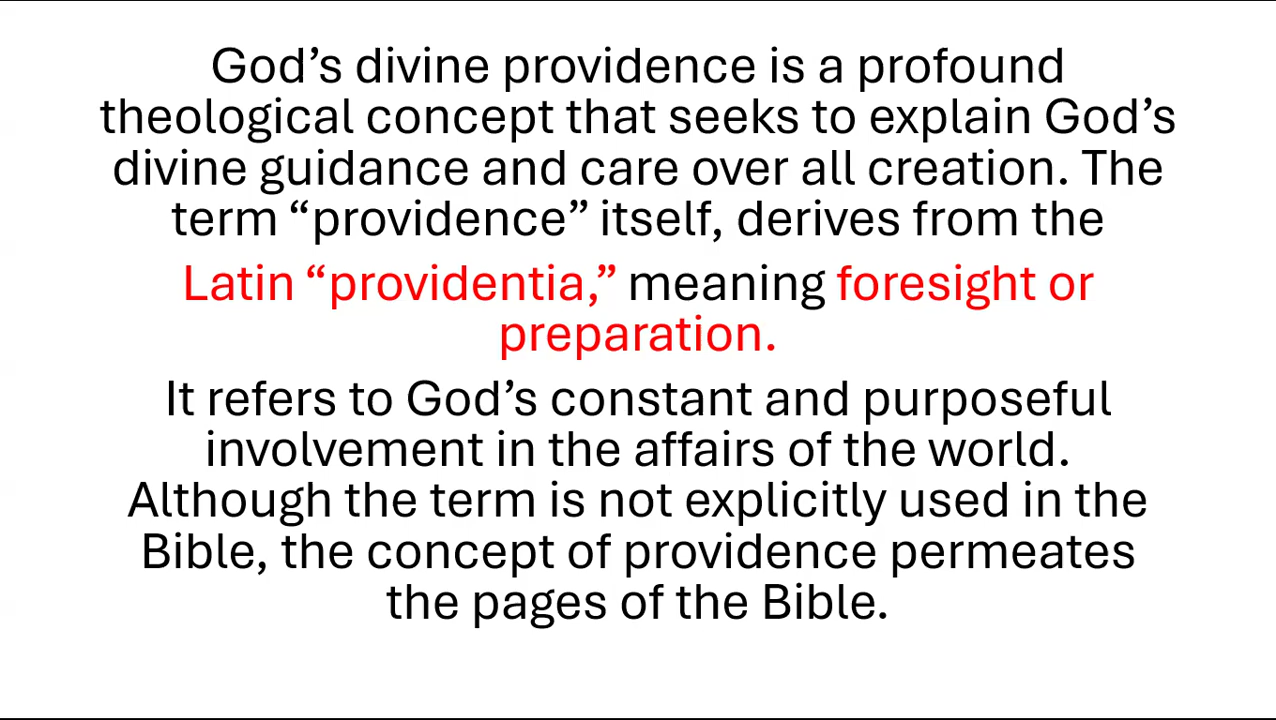 God’s divine providence is a profound
theological concept that seeks to explain God’s
divine guidance and care over all creation. The
term “providence” itself, derives from the
Latin “providentia,” meaning foresight or
preparation.
It refers to God’s constant and purposeful
involvement in the affairs of the world.
Although the term is not explicitly used in the
Bible, the concept of providence permeates
the pages of the Bible.